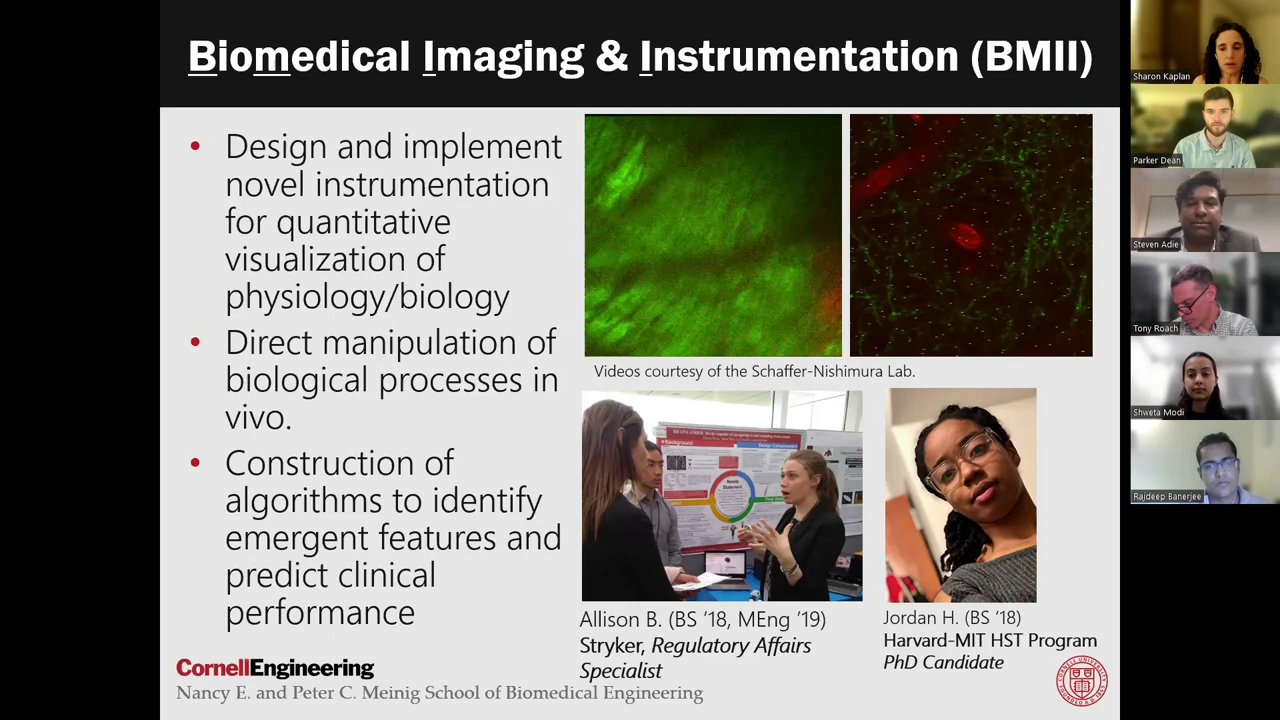 Biomedical Imaging & Instrumentation (BMII)
• Design and implement
novel instrumentation
for quantitative
visualization of
physiology/biology
• Direct manipulation of
biological processes in
vivo.
• Construction of
algorithms to identify
emergent features and
predict clinical
performance
Videos courtesy of the Schaffer-Nishimura Lab.
Background
Needs
Statement
Allison B. (BS '18, MEng '19)
Stryker, Regulatory Affairs
Specialist
Jordan H. (BS '18)
Harvard-MIT HST Program
PhD Candidate
CornellEngineering
Nancy E. and Peter C. Meinig School of Biomedical Engineering
Sharon Kaplan
Parker Dean
Steven Adie
Tony Roach
Shweta Modi
Rajdeep Banerjee